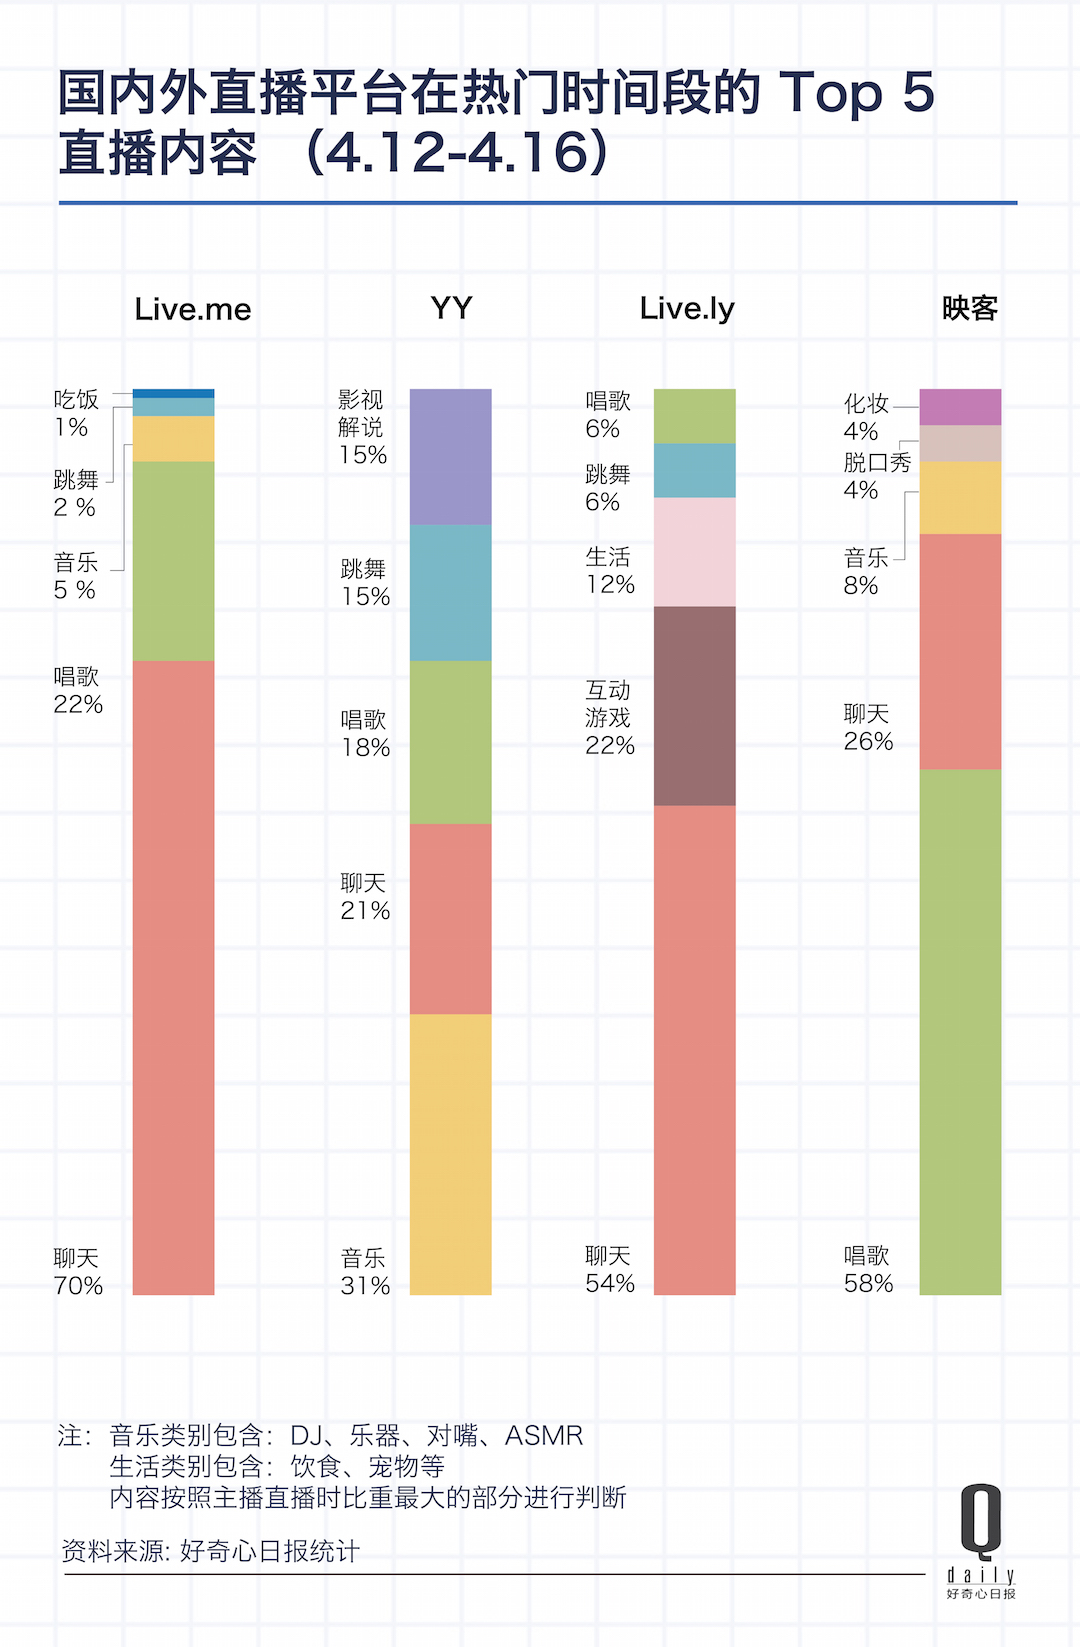 国内外直播平台在热门时间段的 Top 5
直播内容 （4.12-4.16）
Live.me
YY
Live.ly
映客
吃饭
1%
跳舞
2 %
音乐
5 %
唱歌
22%
聊天
70%
影视
解说
15%
跳舞
15%
唱歌
18%
聊天
21%
音乐
31%
唱歌
6%
跳舞
6%
生活
12%
互动
游戏
22%
聊天
54%
化妆
4%
脱口秀
4%
音乐
8%
聊天
26%
唱歌
58%
注：音乐类别包含：DJ、乐器、对嘴、ASMR
生活类别包含：饮食、宠物等
内容按照主播直播时比重最大的部分进行判断
资料来源: 好奇心日报统计
Q
daily
好奇心日报